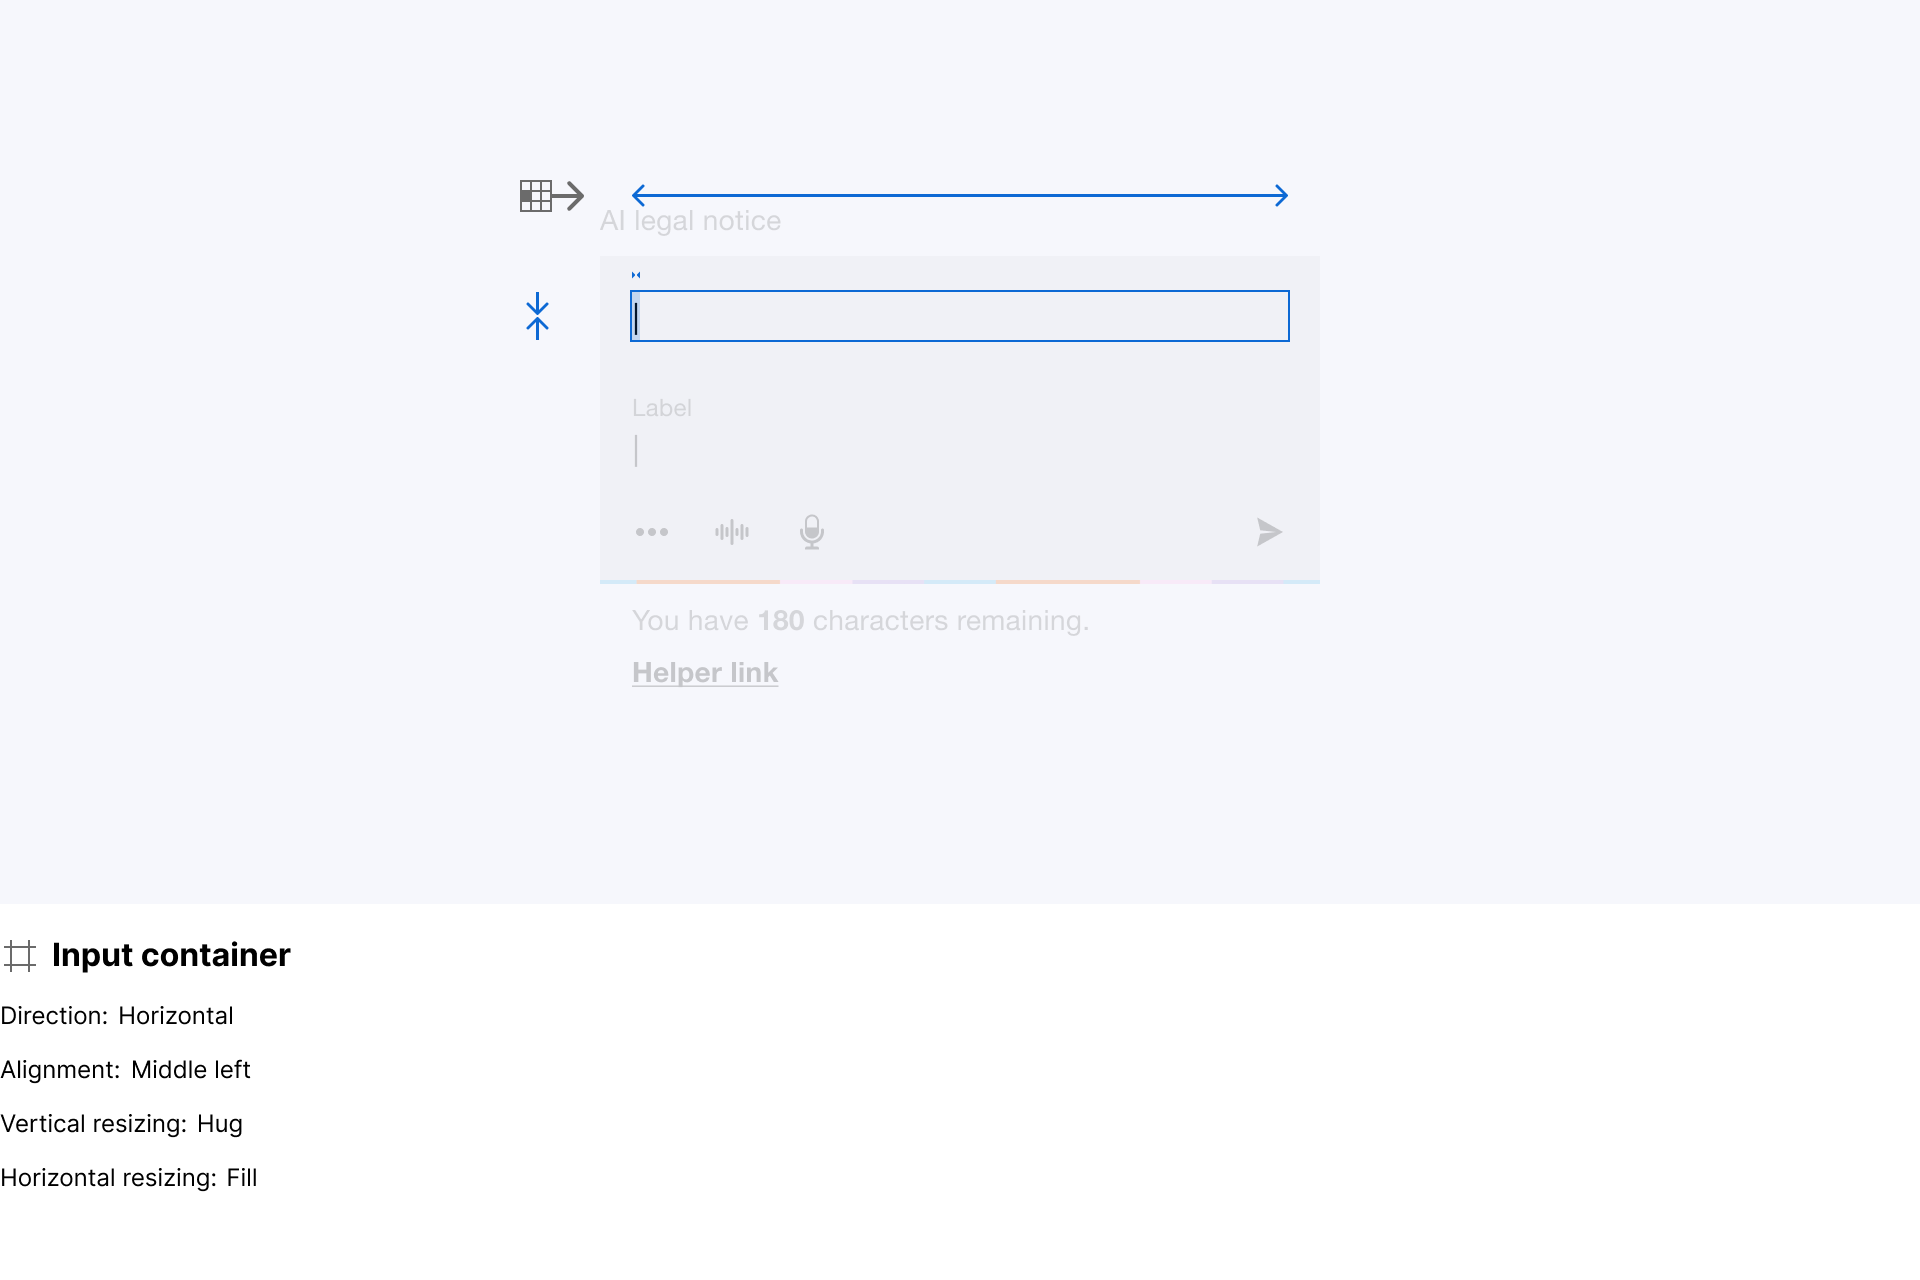 AI legal notice
Label
You have 180 characters remaining.
Helper link
Input container
Direction: Horizontal
Alignment: Middle left
Vertical resizing: Hug
Horizontal resizing: Fill